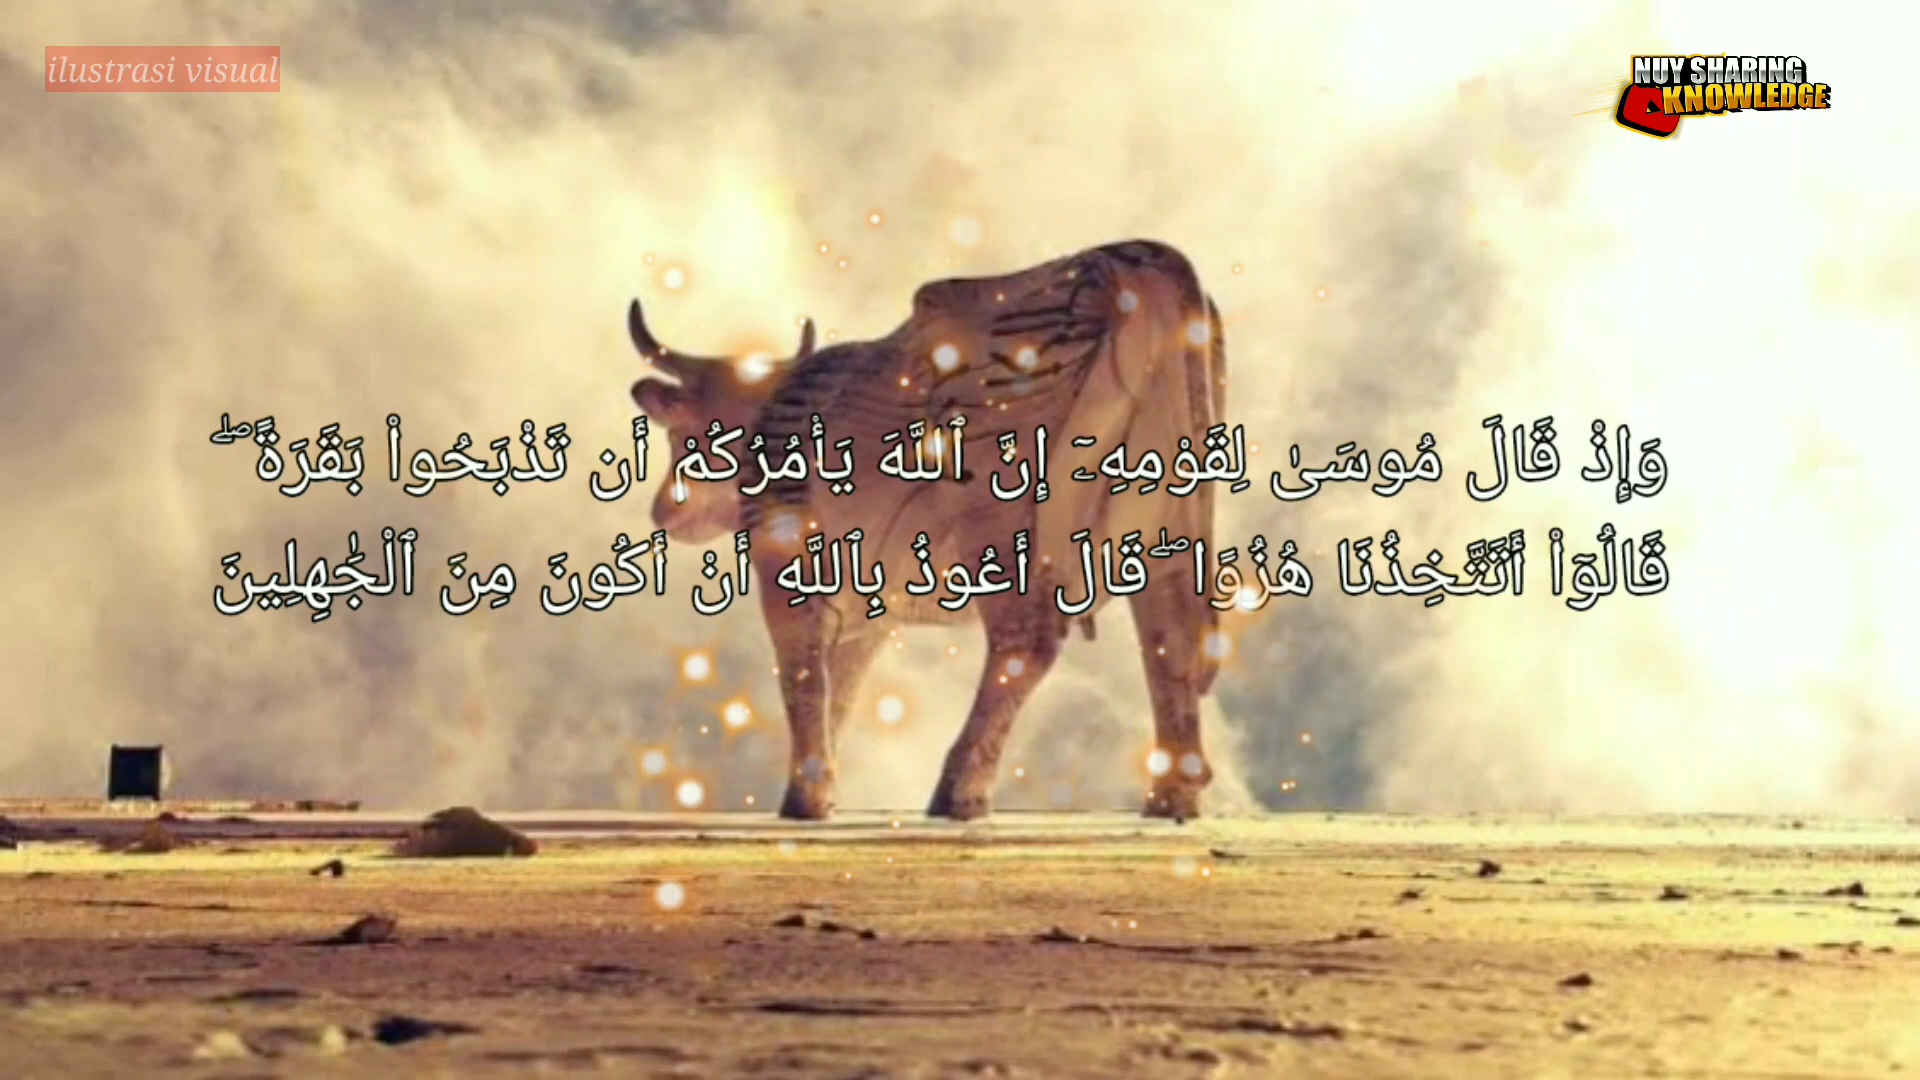 ilustrasi visual
NUY SHARING
KNOWLEDGE
وَإِذْ قَالَ مُوسَىٰ لِقَوْمِهِۦٓ إِنَّ ٱللَّهَ يَأْمُرُكُمْ أَن تَذْبَحُوا۟ بَقَرَةً ۖ
قَالُوٓا۟ أَتَتَّخِذُنَا هُزُوًا ۖ قَالَ أَعُوذُ بِٱللَّهِ أَنْ أَكُونَ مِنَ ٱلْجَٰهِلِينَ